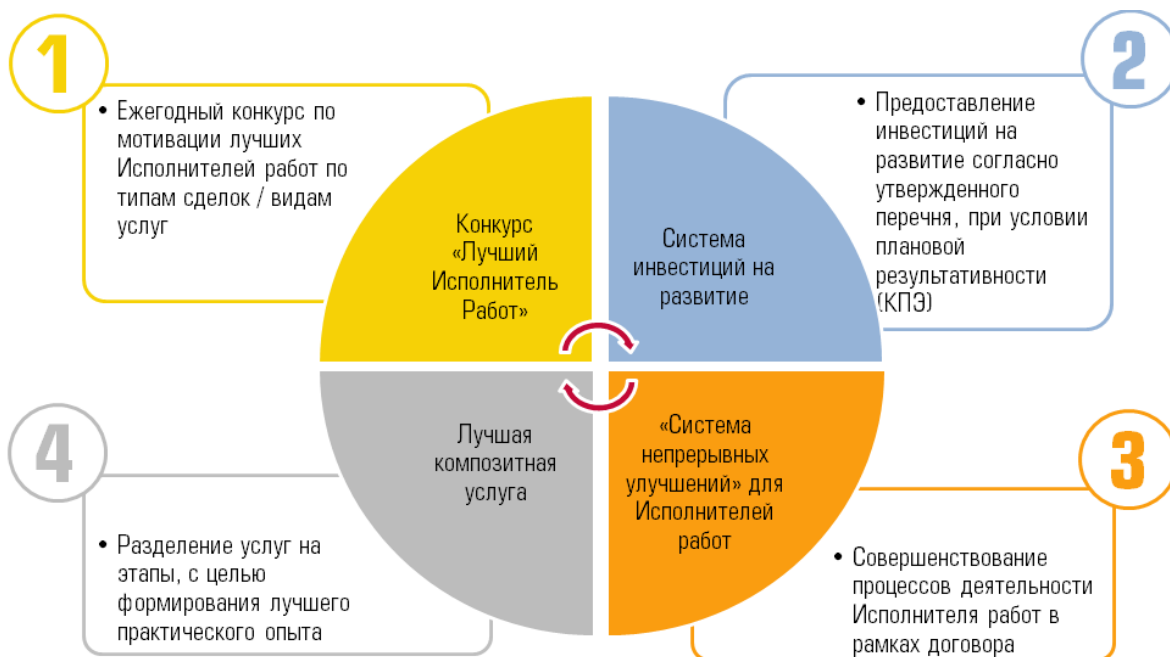 1
• Ежегодный конкурс по
мотивации лучших
Исполнителей работ по
типам сделок / видам
услуг
Конкурс
«Лучший
Исполнитель
Работ»
2
• Предоставление
инвестиций на
развитие согласно
утвержденного
перечня, при условии
плановой
результативности
(КПЭ)
Система
инвестиций на
развитие
3
«Система
непрерывных
улучшений» для
Исполнителей
работ
• Совершенствование
процессов деятельности
Исполнителя работ в
рамках договора
4
Лучшая
композитная
услуга
• Разделение услуг на
этапы, с целью
формирования лучшего
практического опыта